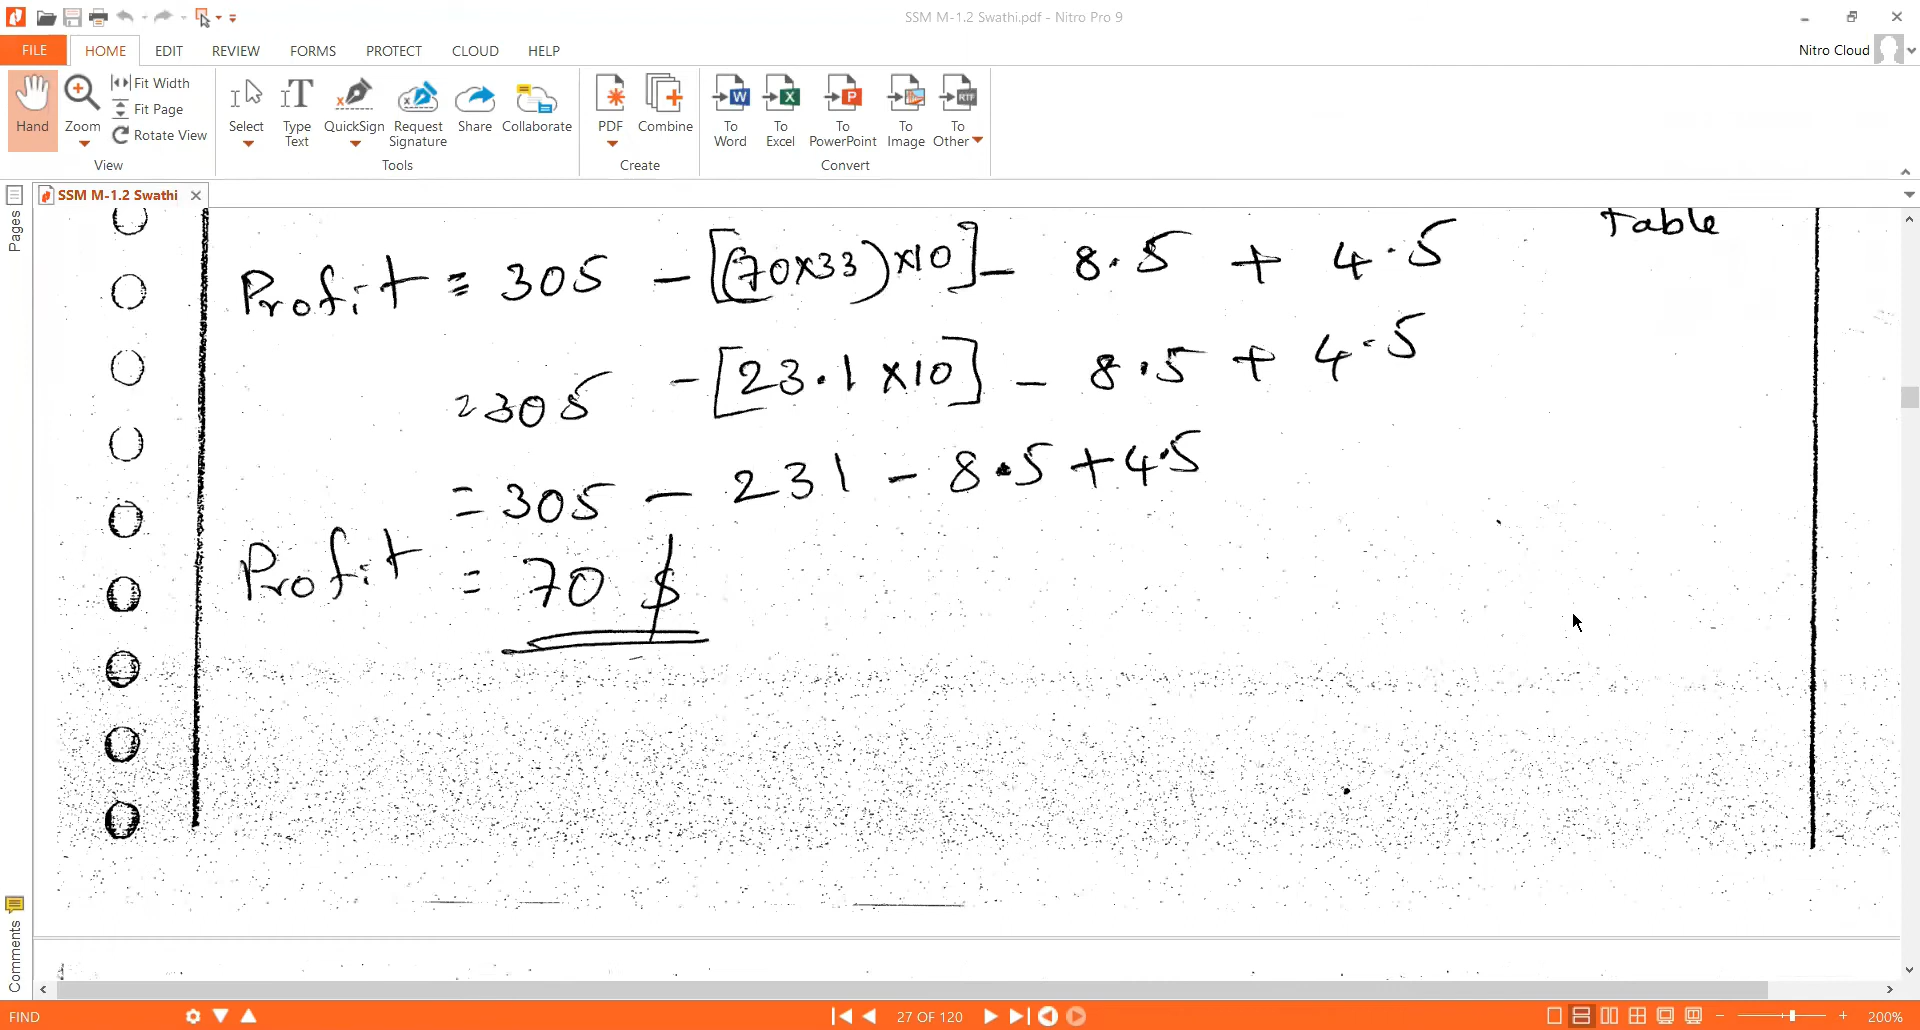 SSM M-1.2 Swathi.pdf - Nitro Pro 9
FILE HOME EDIT REVIEW FORMS PROTECT CLOUD HELP Nitro Cloud
Hand
Zoom
Fit Width
Fit Page
Rotate View
View
Select
Type Text
QuickSign
Request Signature
Share
Collaborate
Tools
PDF
Combine
Create
To Word
To Excel
To PowerPoint
To Image
To Other
Convert
SSM M-1.2 Swathi
Pages
Table
Profit = 305 - [(70x33)x10] - 8.5 + 4.5
= 305 - [23.1 x10] - 8.5 + 4.5
= 305 - 231 - 8.5 + 4.5
Profit = 70 $
Comments
FIND 27 OF 120 200%